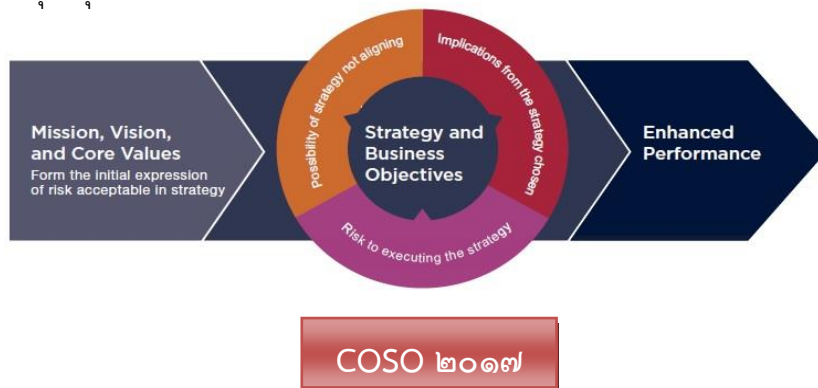 Mission, Vision,
and Core Values
Form the initial expression
of risk acceptable in strategy
Possibility of strategy not aligning
Implications from the strategy chosen
Strategy and
Business
Objectives
Risk to executing the strategy
Enhanced
Performance
COSO ๒๐๑๗